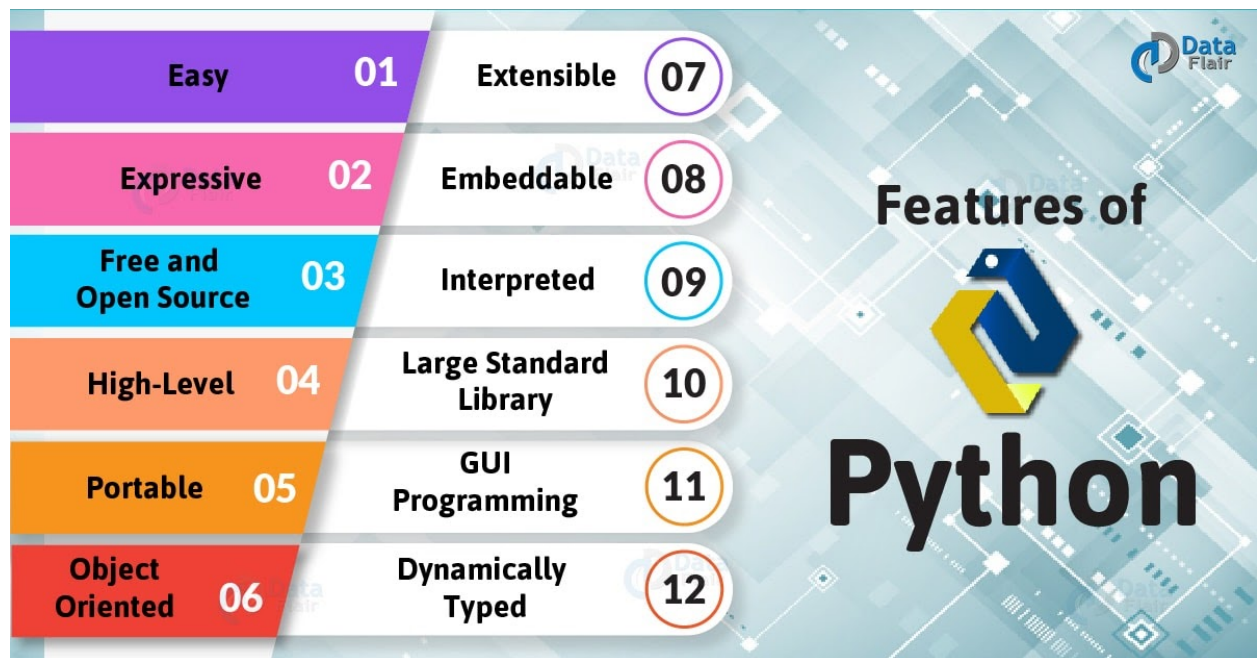 Easy 01
Extensible 07
Expressive 02
Embeddable 08
Free and
Open Source 03
Interpreted 09
High-Level 04
Large Standard
Library 10
Portable 05
GUI
Programming 11
Object
Oriented 06
Dynamically
Typed 12
Data
Flair
Features of
Python